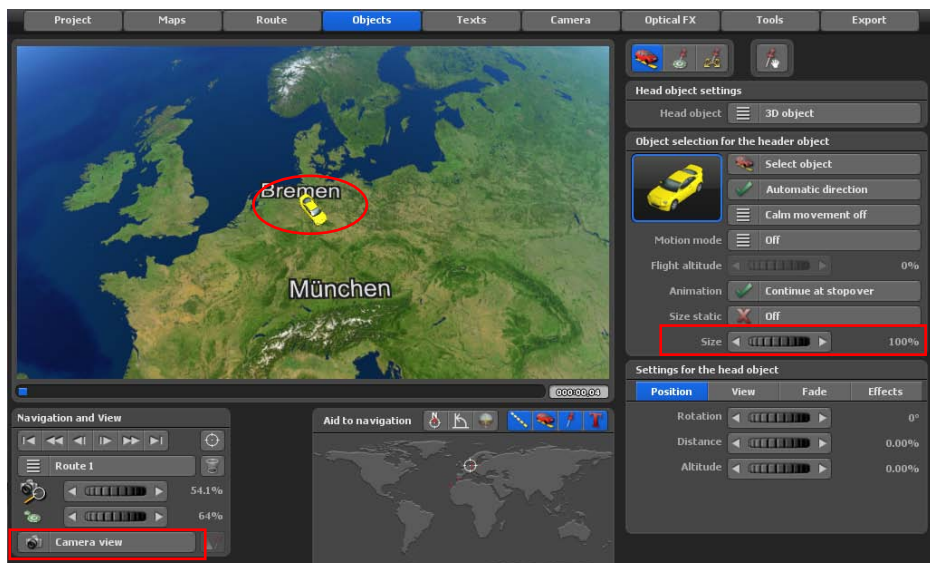 Project Maps Route Objects Texts Camera Optical FX Tools Export
Bremen
München
000:00,04
Head object settings
Head object 3D object
Object selection for the header object
Select object
Automatic direction
Calm movement off
Motion mode Off
Flight altitude 0%
Animation Continue at stopover
Size static Off
Size 100%
Settings for the head object
Position View Fade Effects
Rotation 0°
Distance 0.00%
Altitude 0.00%
Navigation and View
Route 1
54.1%
64%
Camera view
Aid to navigation